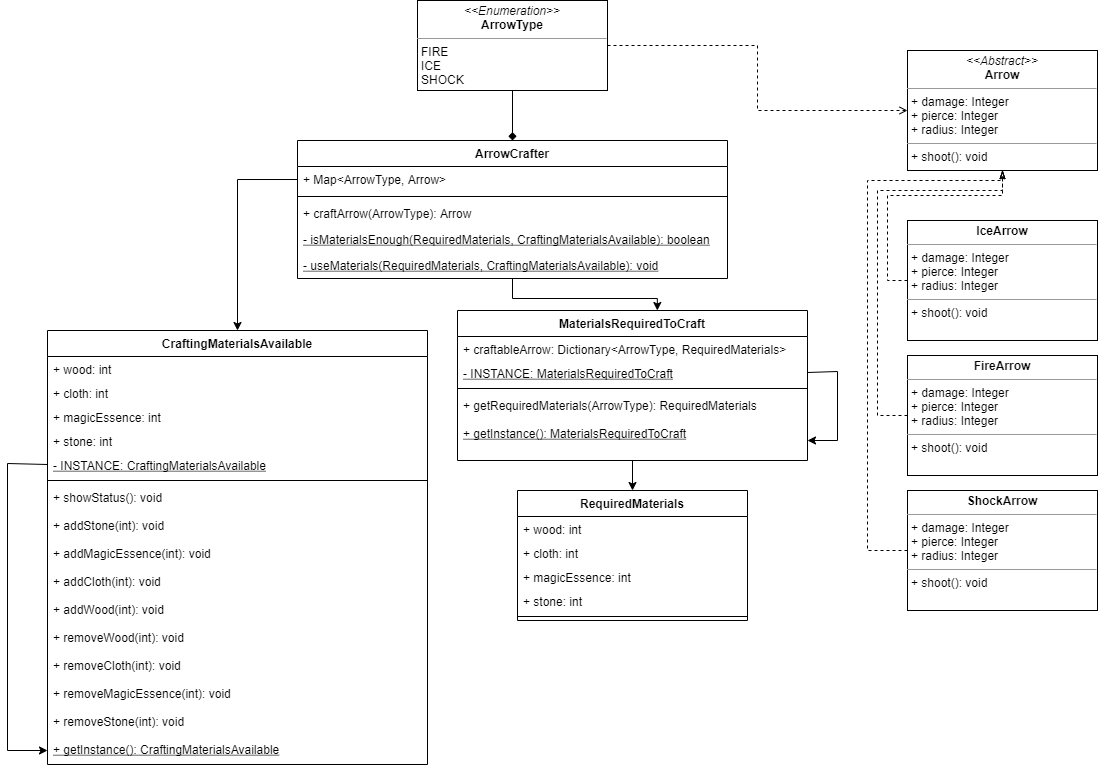 <<Enumeration>>
ArrowType
FIRE
ICE
SHOCK
<<Abstract>>
Arrow
+ damage: Integer
+ pierce: Integer
+ radius: Integer
+ shoot(): void
ArrowCrafter
+ Map<ArrowType, Arrow>
+ craftArrow(ArrowType): Arrow
- isMaterialsEnough(RequiredMaterials, CraftingMaterialsAvailable): boolean
- useMaterials(RequiredMaterials, CraftingMaterialsAvailable): void
IceArrow
+ damage: Integer
+ pierce: Integer
+ radius: Integer
+ shoot(): void
CraftingMaterialsAvailable
+ wood: int
+ cloth: int
+ magicEssence: int
+ stone: int
- INSTANCE: CraftingMaterialsAvailable
+ showStatus(): void
+ addStone(int): void
+ addMagicEssence(int): void
+ addCloth(int): void
+ addWood(int): void
+ removeWood(int): void
+ removeCloth(int): void
+ removeMagicEssence(int): void
+ removeStone(int): void
+ getInstance(): CraftingMaterialsAvailable
MaterialsRequiredToCraft
+ craftableArrow: Dictionary<ArrowType, RequiredMaterials>
- INSTANCE: MaterialsRequiredToCraft
+ getRequiredMaterials(ArrowType): RequiredMaterials
+ getInstance(): MaterialsRequiredToCraft
RequiredMaterials
+ wood: int
+ cloth: int
+ magicEssence: int
+ stone: int
FireArrow
+ damage: Integer
+ pierce: Integer
+ radius: Integer
+ shoot(): void
ShockArrow
+ damage: Integer
+ pierce: Integer
+ radius: Integer
+ shoot(): void